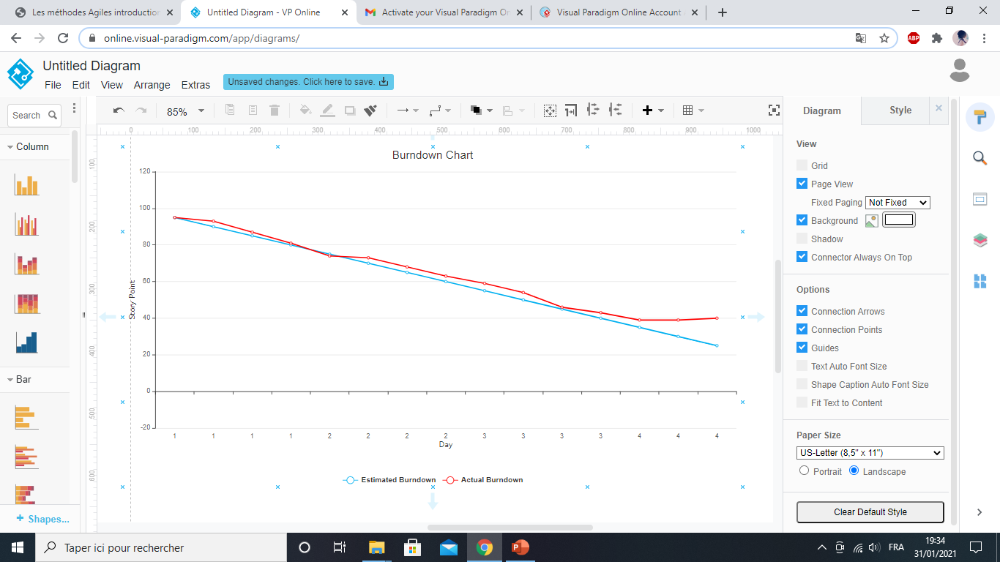 Les méthodes Agiles introduction
Untitled Diagram - VP Online
Activate your Visual Paradigm On
Visual Paradigm Online Account
online.visual-paradigm.com/app/diagrams/
ABP
Untitled Diagram
File Edit View Arrange Extras
Unsaved changes. Click here to save.
Search
85%
Diagram
Style
0 100 200 300 400 500 600 700 800 900 1000
100
200
300
400
500
600
Column
Bar
+ Shapes...
Burndown Chart
120
100
80
60
40
20
0
-20
Story Point
1 1 1 1 2 2 2 2 3 3 3 3 4 4 4
Day
Estimated Burndown Actual Burndown
View
Grid
Page View
Fixed Paging Not Fixed
Background
Shadow
Connector Always On Top
Options
Connection Arrows
Connection Points
Guides
Text Auto Font Size
Shape Caption Auto Font Size
Fit Text to Content
Paper Size
US-Letter (8,5" x 11")
Portrait Landscape
Clear Default Style
Taper ici pour rechercher
FRA
19:34
31/01/2021